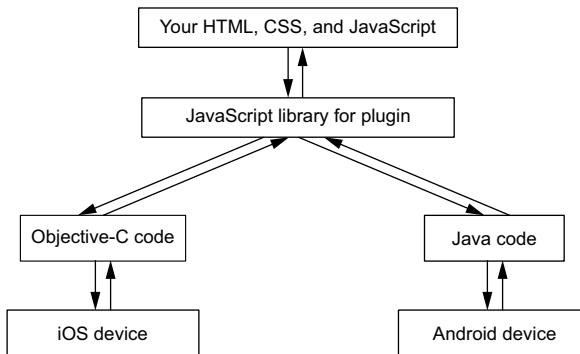 Your HTML, CSS, and JavaScript
JavaScript library for plugin
Objective-C code
Java code
iOS device
Android device